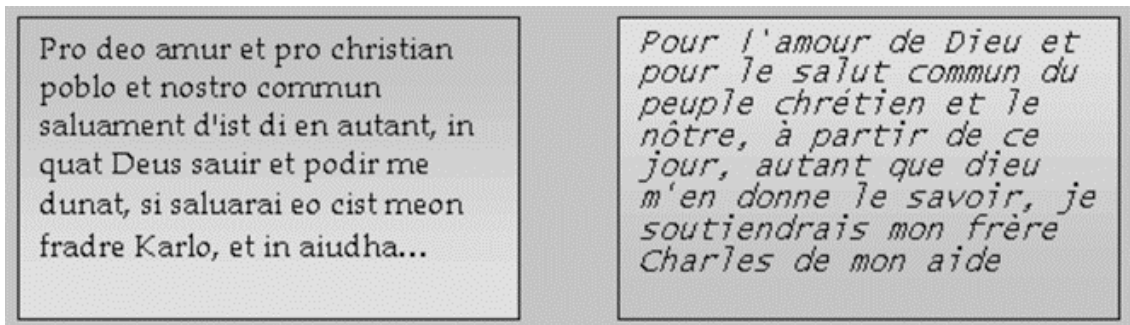 Pro deo amur et pro christian
poblo et nostro commun
saluament d'ist di en autant, in
quat Deus sauir et podir me
dunat, si saluarai eo cist meon
fradre Karlo, et in aiudha...
Pour l'amour de Dieu et
pour le salut commun du
peuple chrétien et le
nôtre, à partir de ce
jour, autant que dieu
m'en donne le savoir, je
soutiendrais mon frère
Charles de mon aide